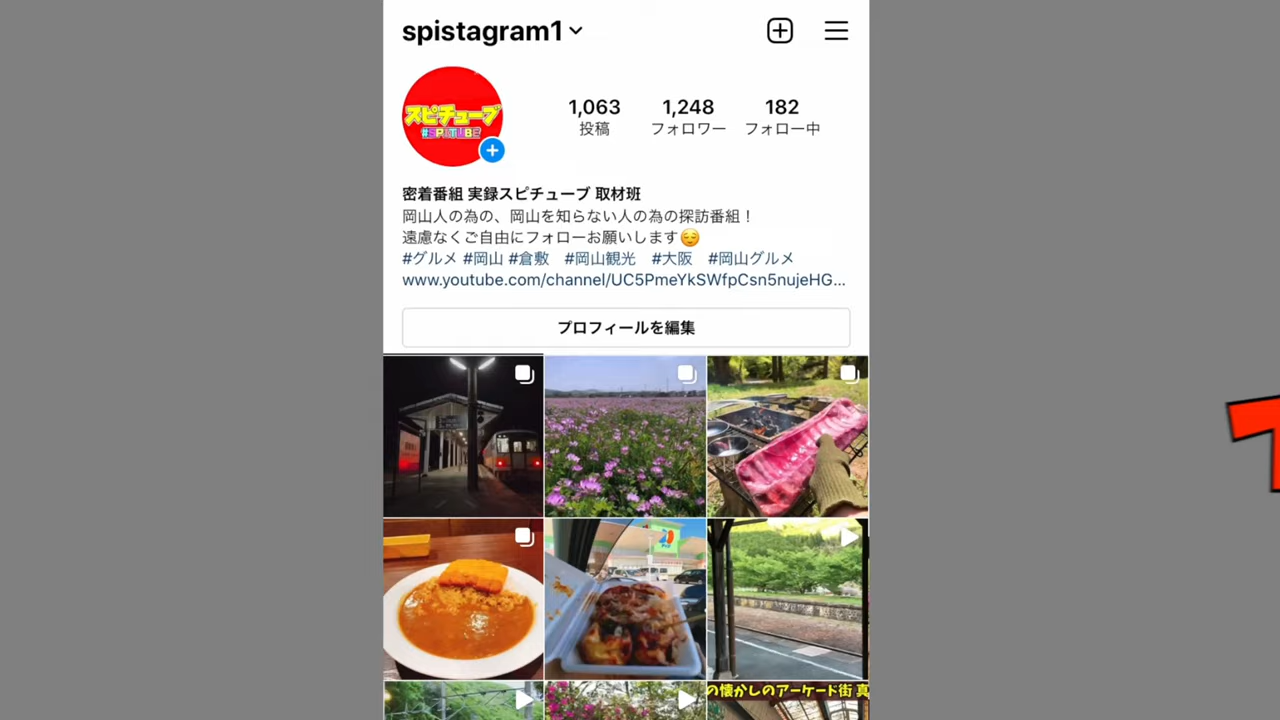 spistagram1
スピチューブ
#SPITUBE
1,063
投稿
1,248
フォロワー
182
フォロー中
密着番組 実録スピチューブ 取材班
岡山人の為の、岡山を知らない人の為の探訪番組！
遠慮なくご自由にフォローお願いします😌
#グルメ #岡山 #倉敷　#岡山観光　#大阪　#岡山グルメ
www.youtube.com/channel/UC5PmeYkSWfpCsn5nujeHG...
プロフィールを編集
の懐かしのアーケード街 真